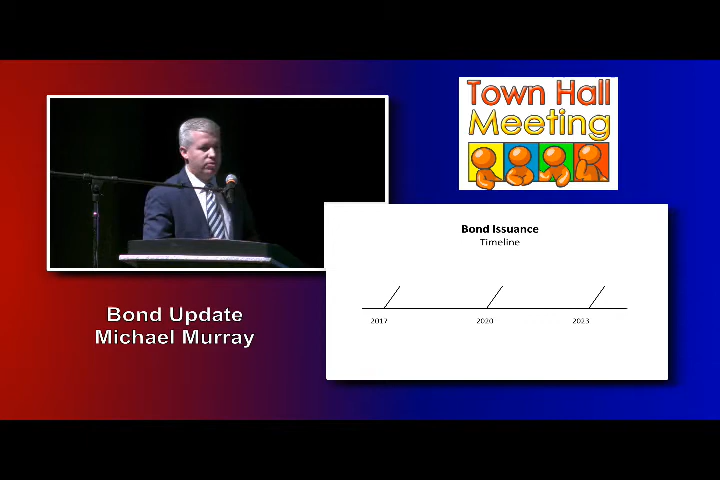 Town Hall
Meeting
Bond Issuance
Timeline
2017
2020
2023
Bond Update
Michael Murray